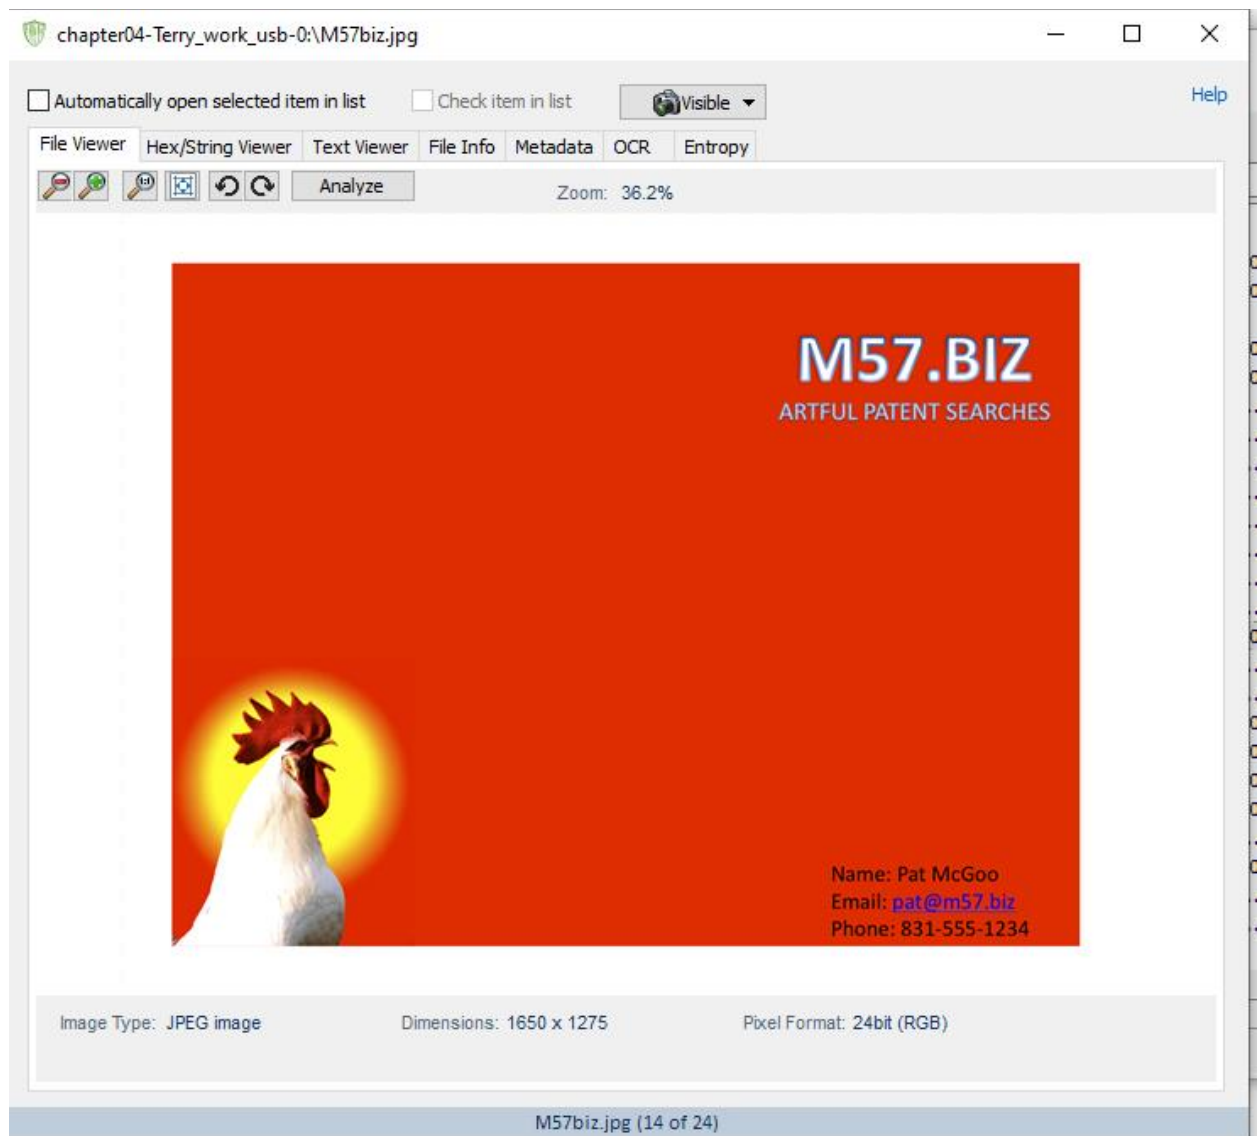 chapter04-Terry_work_usb-0:\M57biz.jpg
Automatically open selected item in list
Check item in list
Visible
Help
File Viewer
Hex/String Viewer
Text Viewer
File Info
Metadata
OCR
Entropy
Analyze
Zoom: 36.2%
M57.BIZ
ARTFUL PATENT SEARCHES
Name: Pat McGoo
Email: pat@m57.biz
Phone: 831-555-1234
Image Type: JPEG image
Dimensions: 1650 x 1275
Pixel Format: 24bit (RGB)
M57biz.jpg (14 of 24)